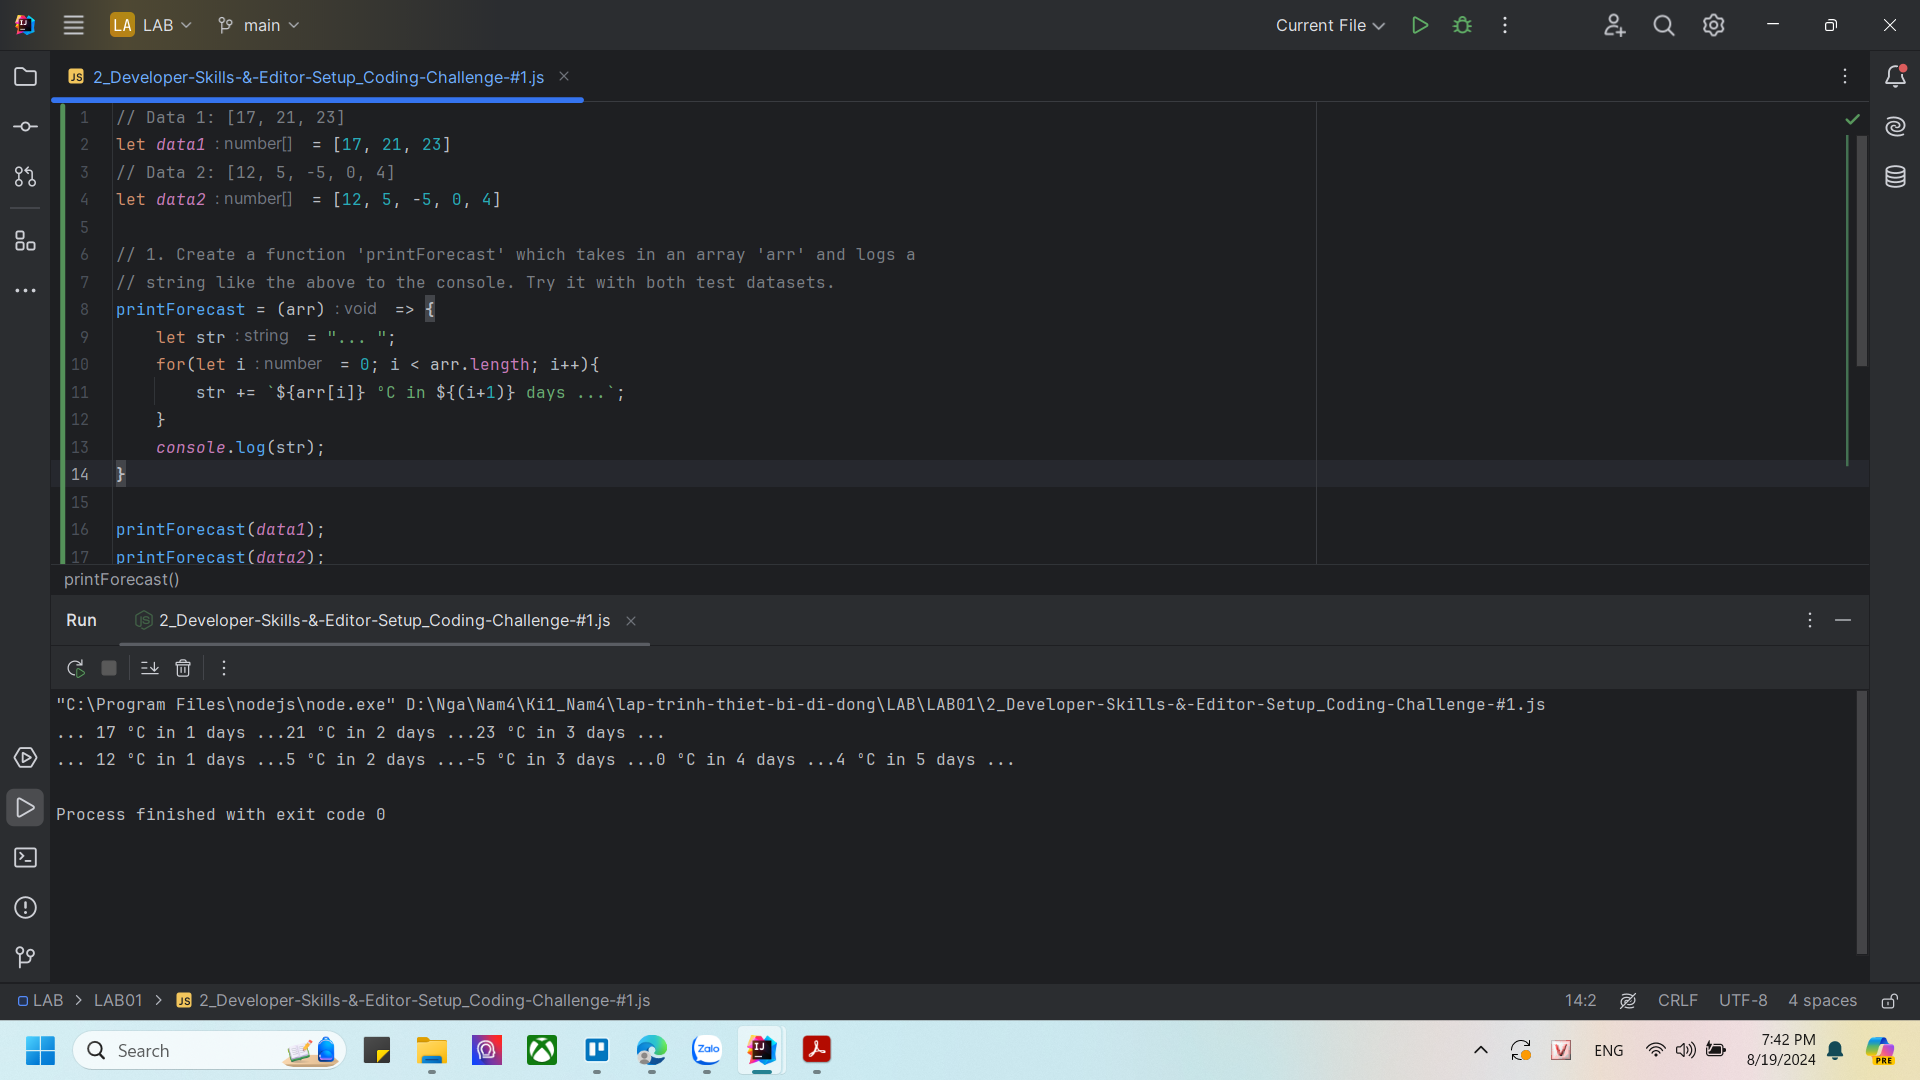 LA LAB main Current File
JS 2_Developer-Skills-&-Editor-Setup_Coding-Challenge-#1.js
1 // Data 1: [17, 21, 23]
2 let data1 : number[] = [17, 21, 23]
3 // Data 2: [12, 5, -5, 0, 4]
4 let data2 : number[] = [12, 5, -5, 0, 4]
5
6 // 1. Create a function 'printForecast' which takes in an array 'arr' and logs a
7 // string like the above to the console. Try it with both test datasets.
8 printForecast = (arr) : void => {
9 let str : string = "... ";
10 for(let i : number = 0; i < arr.length; i++){
11 str += `${arr[i]} °C in ${(i+1)} days ...`;
12 }
13 console.log(str);
14 }
15
16 printForecast(data1);
17 printForecast(data2);
printForecast()
Run JS 2_Developer-Skills-&-Editor-Setup_Coding-Challenge-#1.js
"C:\Program Files\nodejs\node.exe" D:\Nga\Nam4\Ki1_Nam4\lap-trinh-thiet-bi-di-dong\LAB\LAB01\2_Developer-Skills-&-Editor-Setup_Coding-Challenge-#1.js
... 17 °C in 1 days ...21 °C in 2 days ...23 °C in 3 days ...
... 12 °C in 1 days ...5 °C in 2 days ...-5 °C in 3 days ...0 °C in 4 days ...4 °C in 5 days ...
Process finished with exit code 0
LAB > LAB01 > JS 2_Developer-Skills-&-Editor-Setup_Coding-Challenge-#1.js 14:2 CRLF UTF-8 4 spaces
Search Zalo IJ V ENG 7:42 PM
8/19/2024 PRE